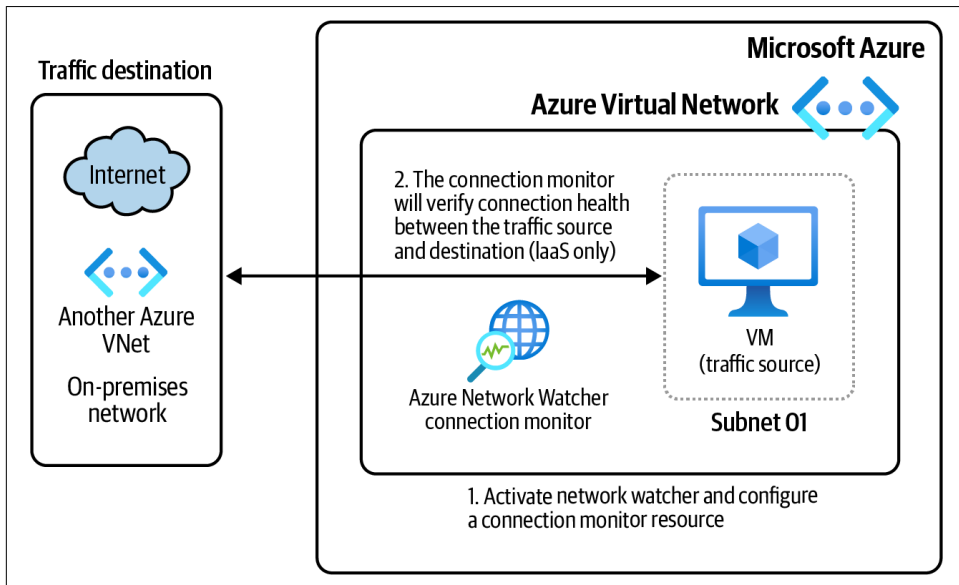 Traffic destination
Internet
Another Azure
VNet
On-premises
network
Microsoft Azure
Azure Virtual Network
2. The connection monitor
will verify connection health
between the traffic source
and destination (IaaS only)
Azure Network Watcher
connection monitor
VM
(traffic source)
Subnet 01
1. Activate network watcher and configure
a connection monitor resource